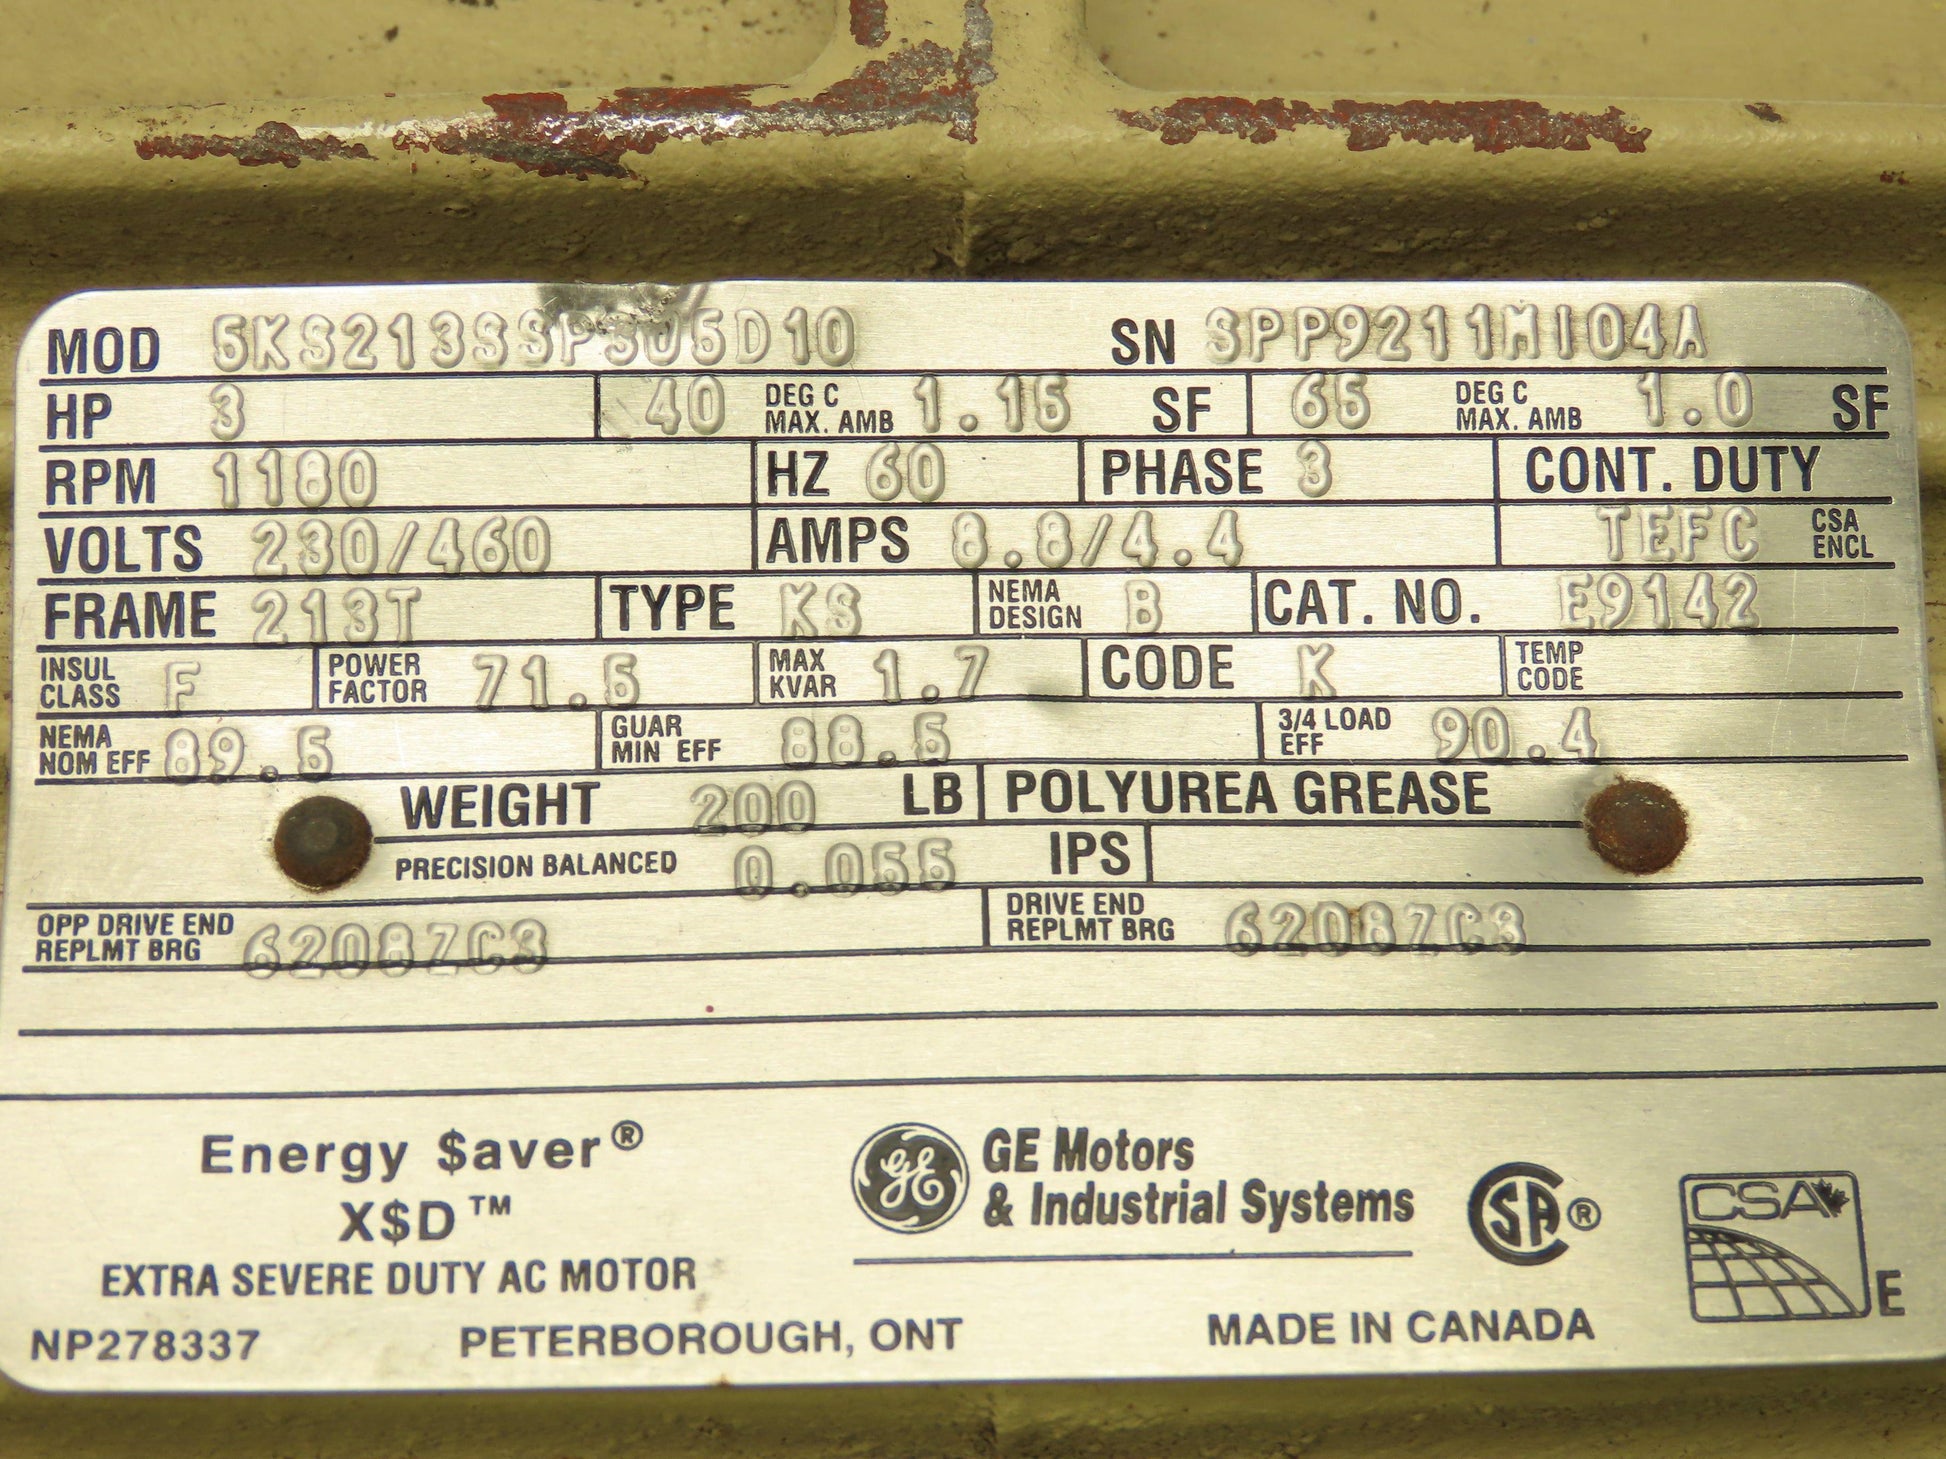 MOD 5KS213SSP305D10 SN SPP9211M104A
HP 3 40 DEG C MAX. AMB 1.15 SF 65 DEG C MAX. AMB 1.0 SF
RPM 1180 HZ 60 PHASE 3 CONT. DUTY
VOLTS 230/460 AMPS 8.8/4.4 TEFC CSA ENCL
FRAME 213T TYPE KS NEMA DESIGN B CAT. NO. E9142
INSUL CLASS F POWER FACTOR 71.5 MAX KVAR 1.7 CODE K TEMP CODE
NEMA NOM EFF 89.5 GUAR MIN EFF 88.5 3/4 LOAD EFF 90.4
WEIGHT 200 LB POLYUREA GREASE
PRECISION BALANCED 0.055 IPS
OPP DRIVE END REPLMT BRG 6208ZC3 DRIVE END REPLMT BRG 6208ZC3
Energy $aver®
X$D™
EXTRA SEVERE DUTY AC MOTOR
GE
GE Motors
& Industrial Systems
CSA®
CSA
E
NP278337 PETERBOROUGH, ONT MADE IN CANADA